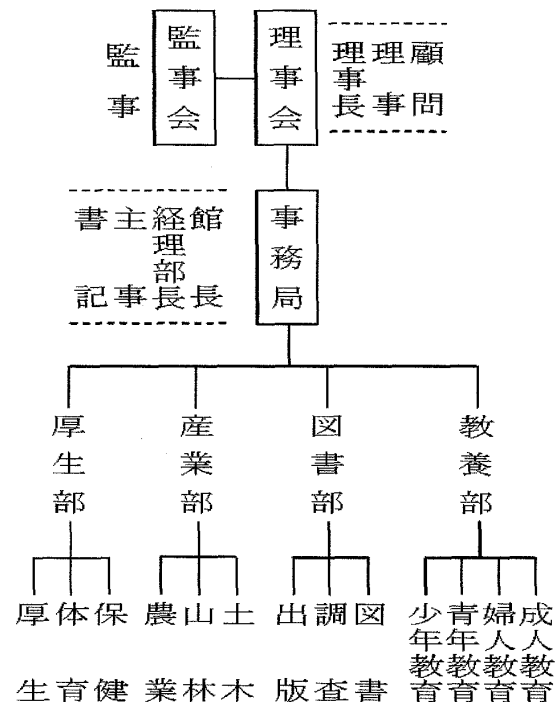 顧問
理事
理事長
理事会
監事会
監事
事務局
館長
経理部長
主事
書記
教養部
図書部
産業部
厚生部
成人教育
婦人教育
青年教育
少年教育
図書
調査
出版
土木
山林
農業
保健
体育
厚生